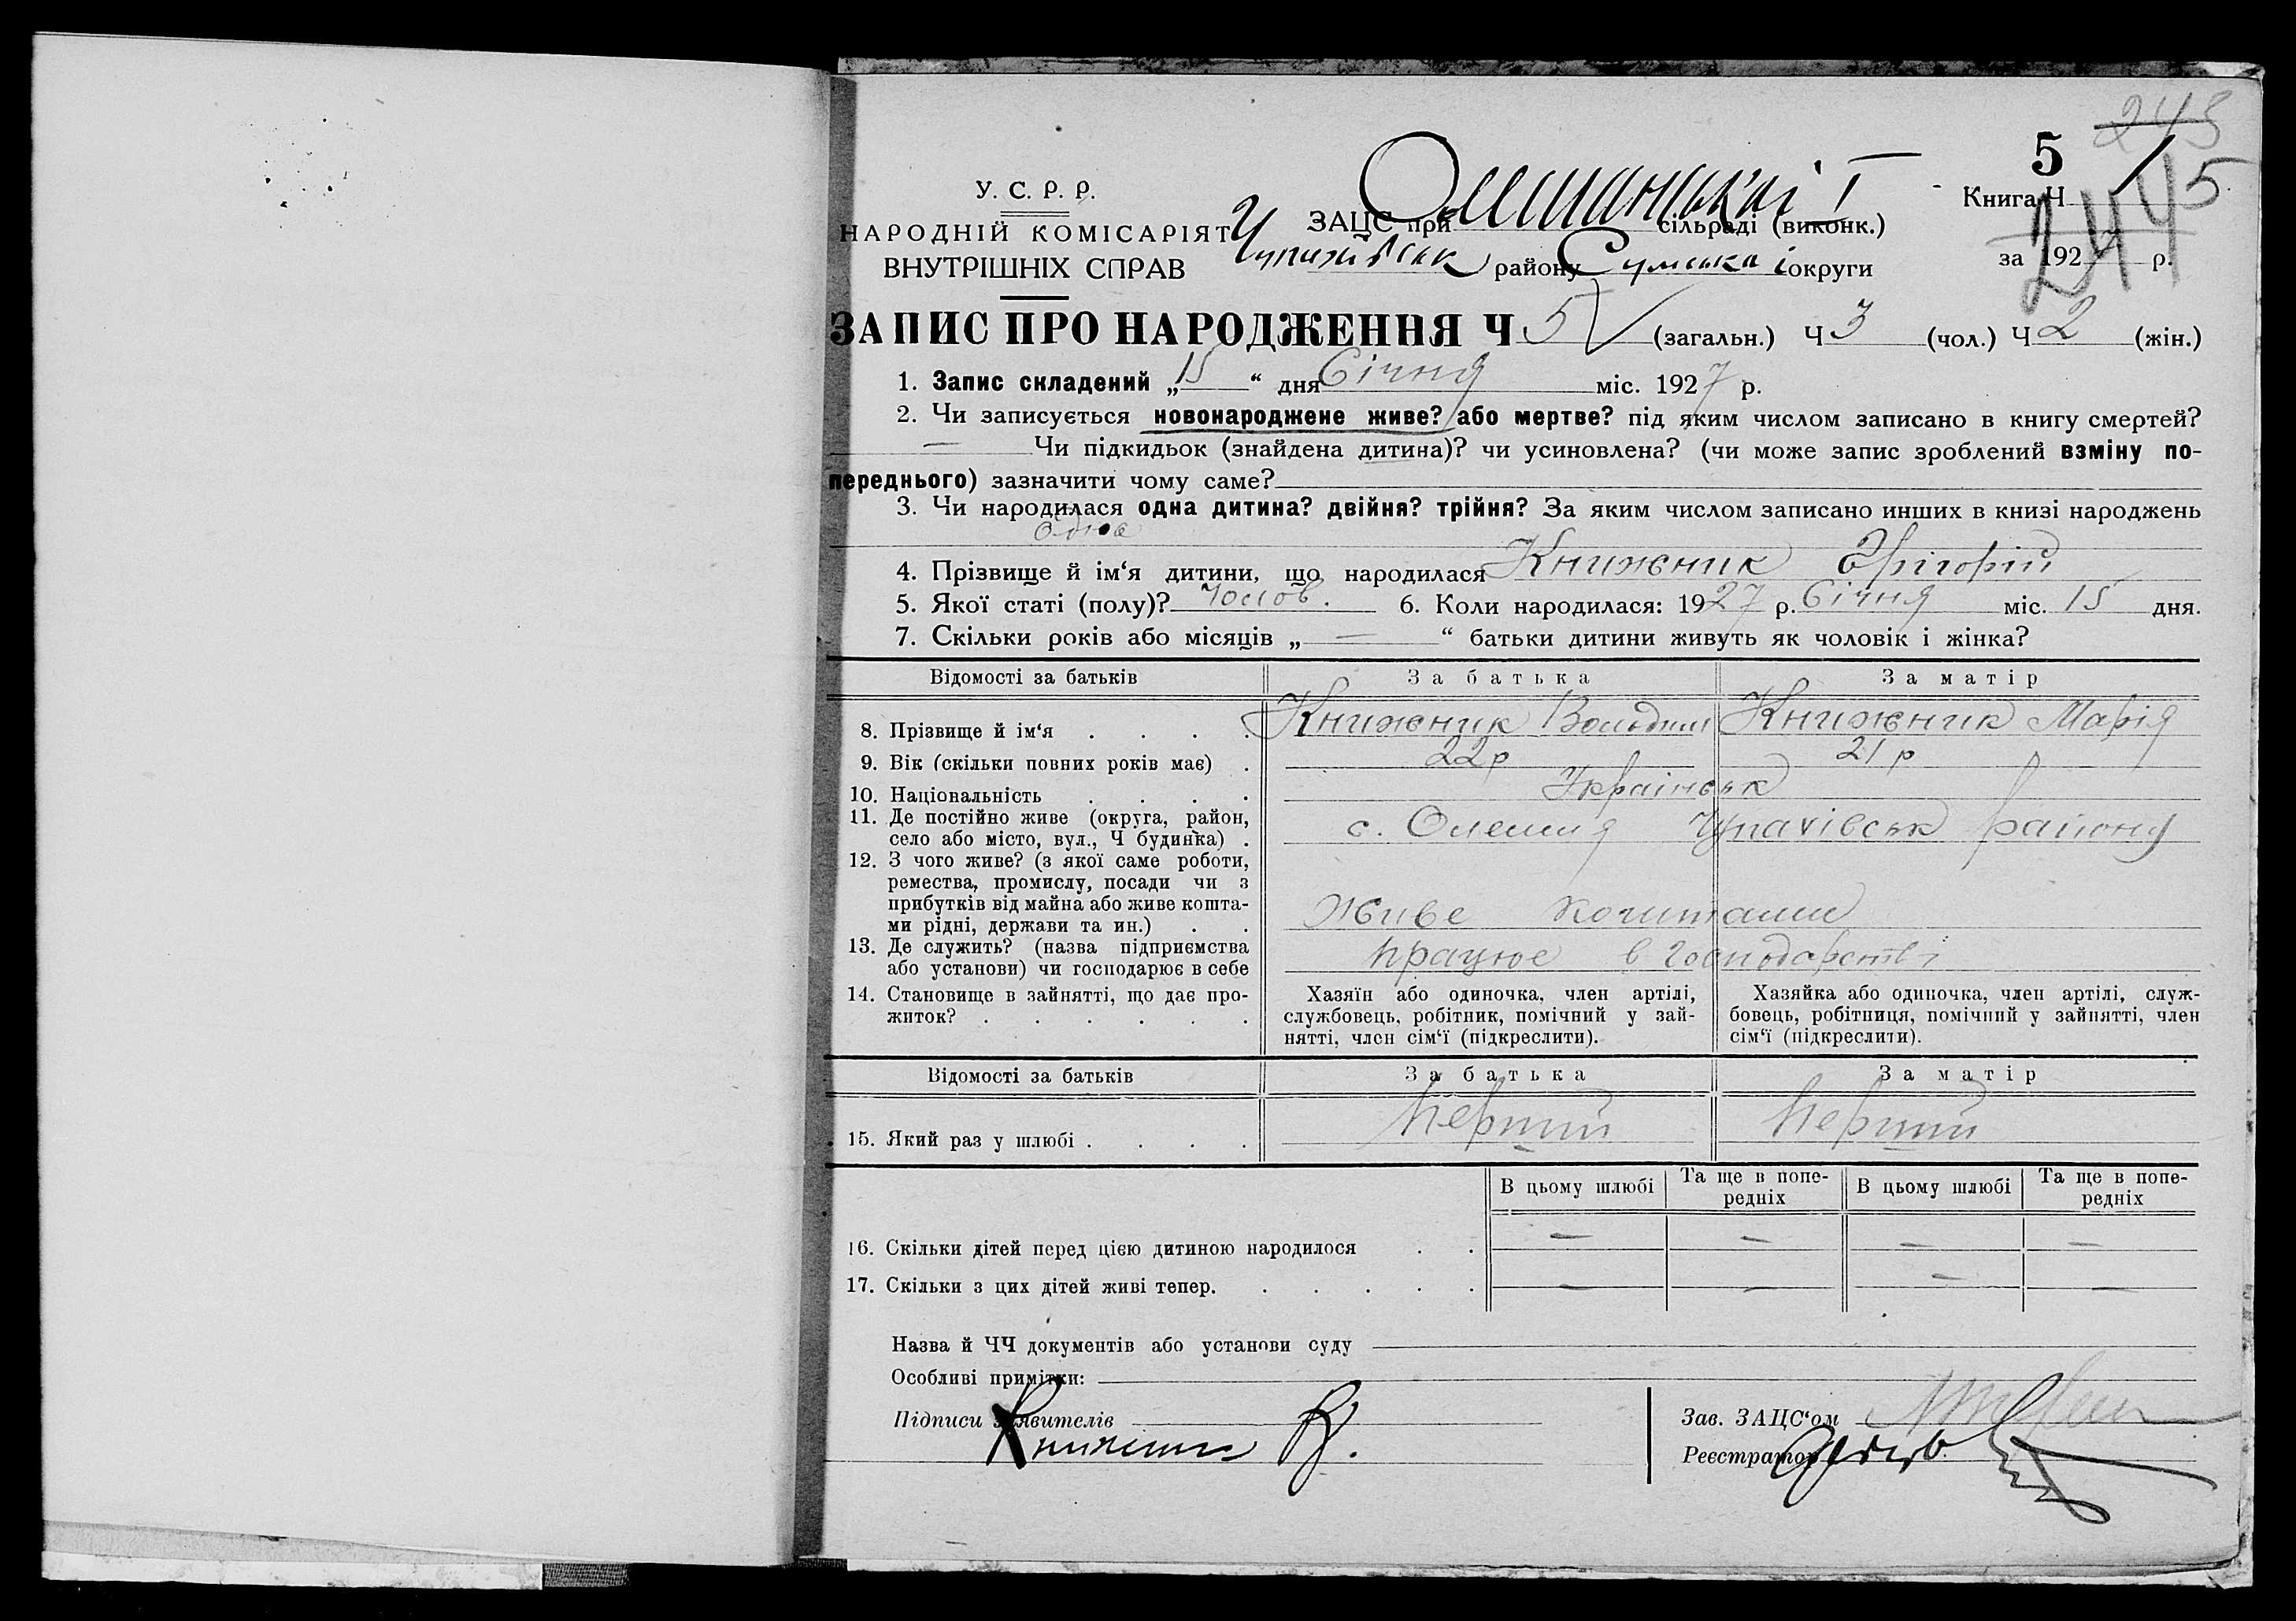 243
5
2445
У. С. Р. Р.
НАРОДНІЙ КОМІСАРІЯТ
ВНУТРІШНІХ СПРАВ
ЗАЦС при сільраді (виконк.)
району Сумської округи
Книга Ч
за 1927 р.
ЗАПИС ПРО НАРОДЖЕННЯ Ч 5 (загальн.) Ч 3 (чол.) Ч 2 (жін.)
1. Запис складений „15“ дня Січня міс. 1927 р.
2. Чи записується новонароджене живе? або мертве? під яким числом записано в книгу смертей?
— Чи підкидьок (знайдена дитина)? чи усиновлена? (чи може запис зроблений взміну по-
переднього) зазначити чому саме?
3. Чи народилася одна дитина? двійня? трійня? За яким числом записано инших в книзі народжень
одна
4. Прізвище й ім‘я дитини, що народилася Книжник Григорій
5. Якої статі (полу)? Чолов. 6. Коли народилася: 1927 р. Січня міс. 15 дня.
7. Скільки років або місяців „—“ батьки дитини живуть як чоловік і жінка?
Відомості за батьків За батька За матір
8. Прізвище й ім‘я . . . . Книжник Володим Книжник Марія
9. Вік (скільки повних років має) . 22 р 21 р
10. Національність . . . . Українськ
11. Де постійно живе (округа, район,
село або місто, вул., Ч будинка) . с. Олешня Чупахівськ району
12. З чого живе? (з якої саме роботи,
ремества, промислу, посади чи з
прибутків від майна або живе кошта-
ми рідні, держави та ин.) . . Живе коштами
13. Де служить? (назва підприємства
або установи) чи господарює в себе працює в господарстві
14. Становище в зайнятті, що дає про-
житок? . . . . . .
Хазяїн або одиночка, член артілі,
службовець, робітник, помічний у зай-
нятті, член сім‘ї (підкреслити).
Хазяйка або одиночка, член артілі, служ-
бовець, робітниця, помічний у зайнятті, член
сім‘ї (підкреслити).
Відомості за батьків За батька За матір
15. Який раз у шлюбі . . . . Перший Перший
В цьому шлюбі Та ще в попе-
редніх В цьому шлюбі Та ще в попе-
редніх
16. Скільки дітей перед цією дитиною народилося . . — — — —
17. Скільки з цих дітей живі тепер. . . . . . — — — —
Назва й ЧЧ документів або установи суду
Особливі примітки:
Підписи заявителів
Книжник В.
Зав. ЗАЦС‘ом
Реєстратор